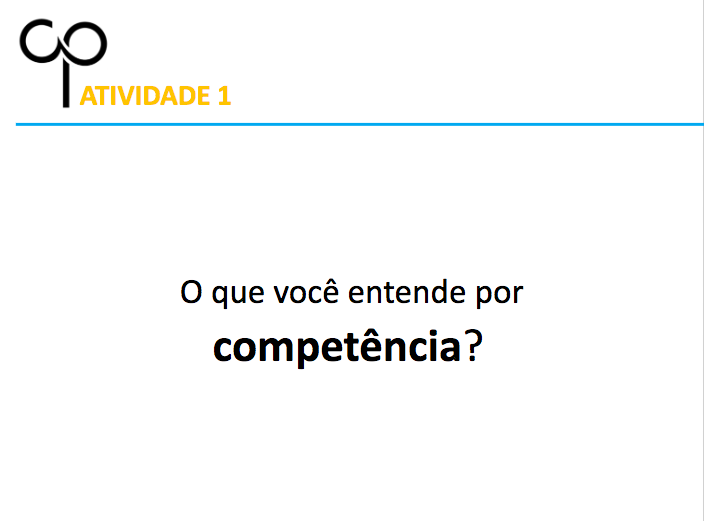 ATIVIDADE 1
O que você entende por
competência?